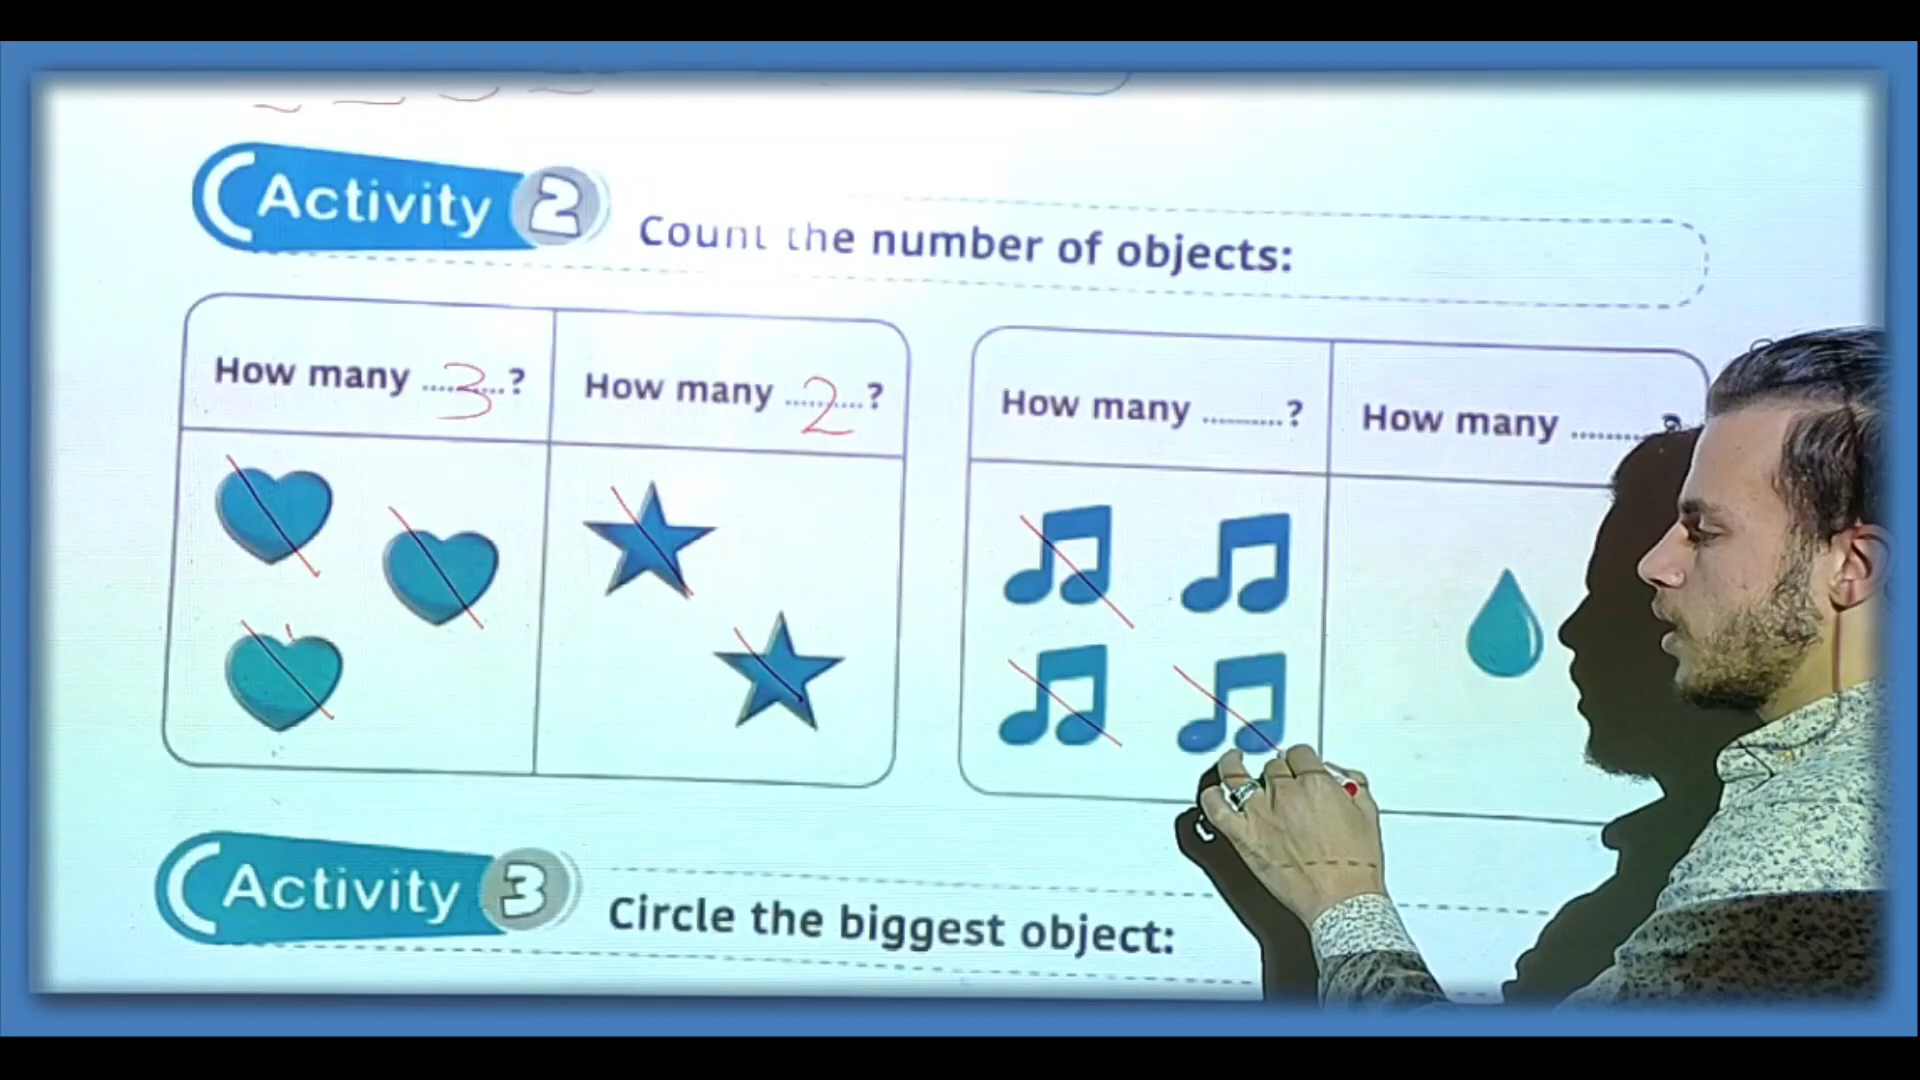 Activity 2
Count the number of objects:
How many ....3....? How many ....2....? How many ..........? How many .........?
Activity 3
Circle the biggest object: